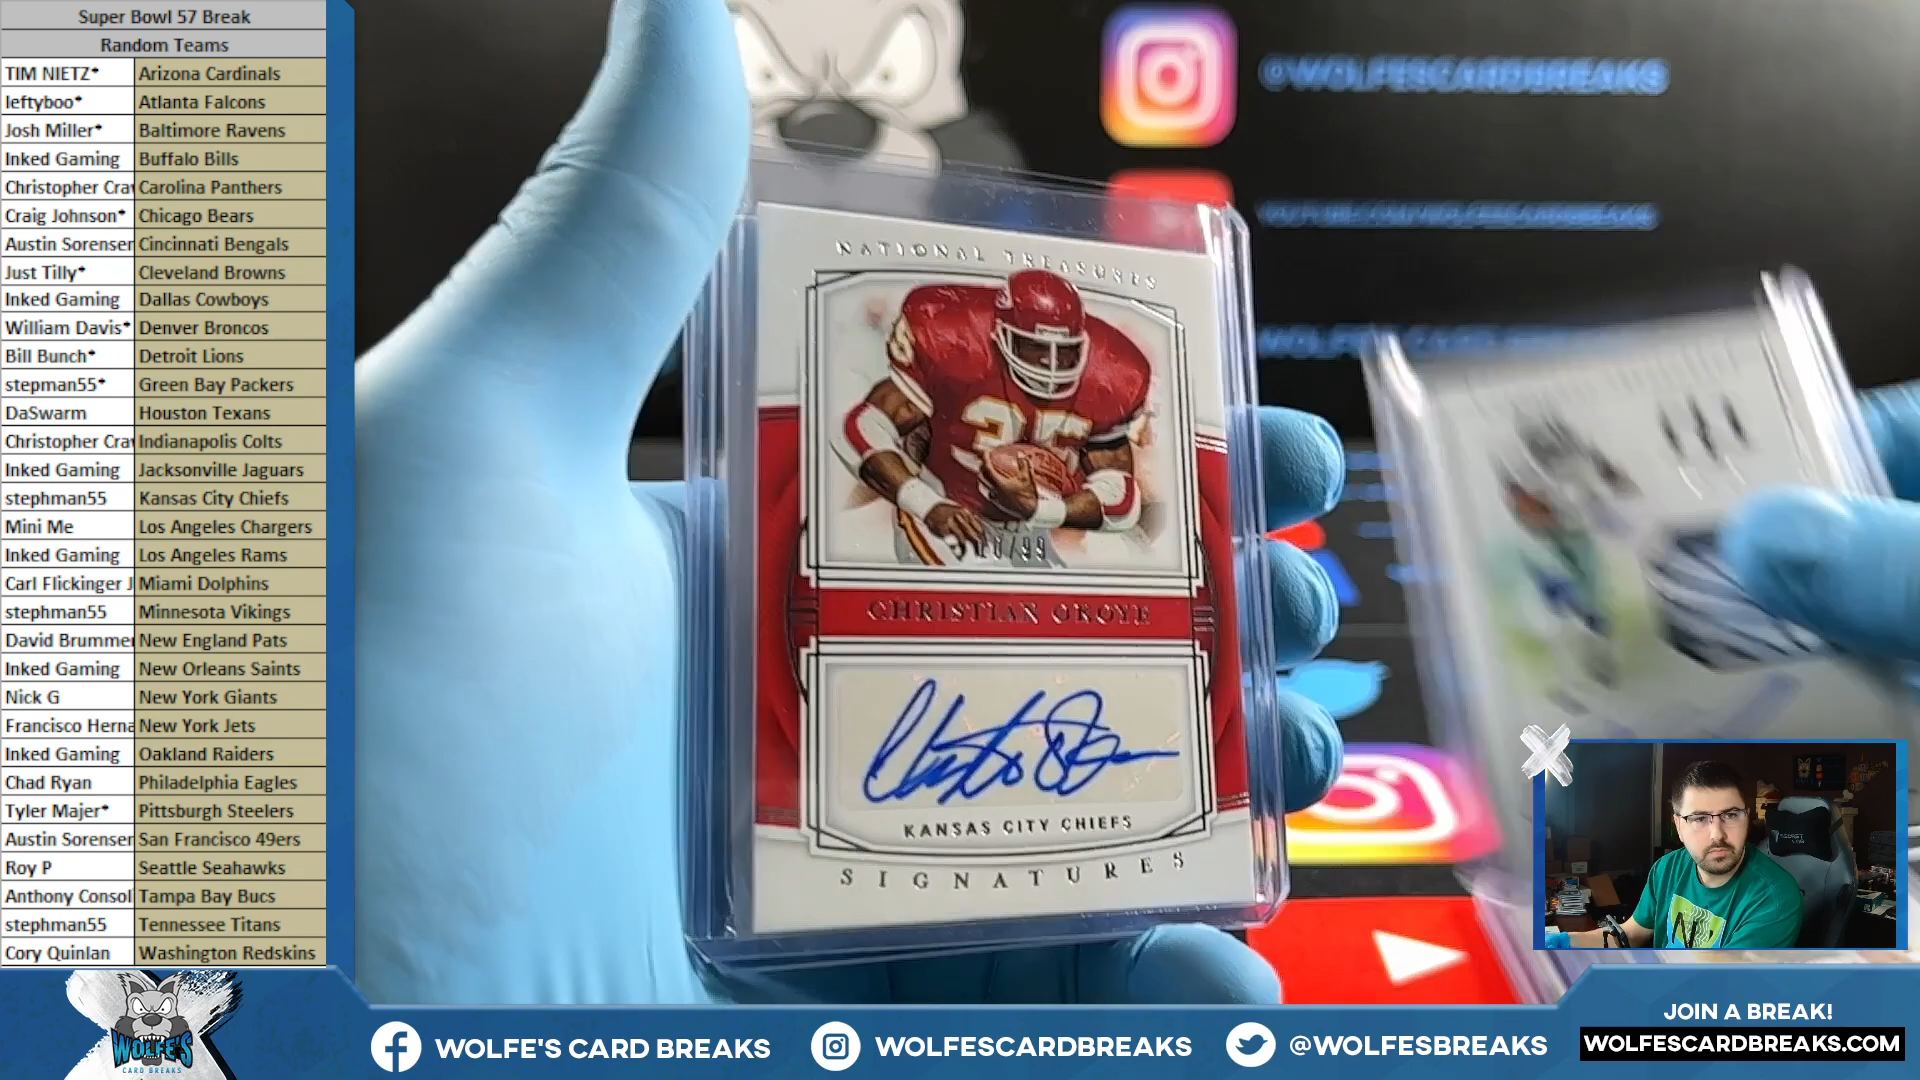 Super Bowl 57 Break
Random Teams
TIM NIETZ* Arizona Cardinals
leftyboo* Atlanta Falcons
Josh Miller* Baltimore Ravens
Inked Gaming Buffalo Bills
Christopher Cra Carolina Panthers
Craig Johnson* Chicago Bears
Austin Sorenser Cincinnati Bengals
Just Tilly* Cleveland Browns
Inked Gaming Dallas Cowboys
William Davis* Denver Broncos
Bill Bunch* Detroit Lions
stepman55* Green Bay Packers
DaSwarm Houston Texans
Christopher Cra Indianapolis Colts
Inked Gaming Jacksonville Jaguars
stephman55 Kansas City Chiefs
Mini Me Los Angeles Chargers
Inked Gaming Los Angeles Rams
Carl Flickinger J Miami Dolphins
stephman55 Minnesota Vikings
David Brummer New England Pats
Inked Gaming New Orleans Saints
Nick G New York Giants
Francisco Herna New York Jets
Inked Gaming Oakland Raiders
Chad Ryan Philadelphia Eagles
Tyler Majer* Pittsburgh Steelers
Austin Sorenser San Francisco 49ers
Roy P Seattle Seahawks
Anthony Consol Tampa Bay Bucs
stephman55 Tennessee Titans
Cory Quinlan Washington Redskins
@WOLFESCARDBREAKS
NATIONAL TREASURES
35
CHRISTIAN OKOYE
KANSAS CITY CHIEFS
SIGNATURES
WOLFE'S
CARD BREAKS
WOLFE'S CARD BREAKS
WOLFESCARDBREAKS
@WOLFESBREAKS
JOIN A BREAK!
WOLFESCARDBREAKS.COM